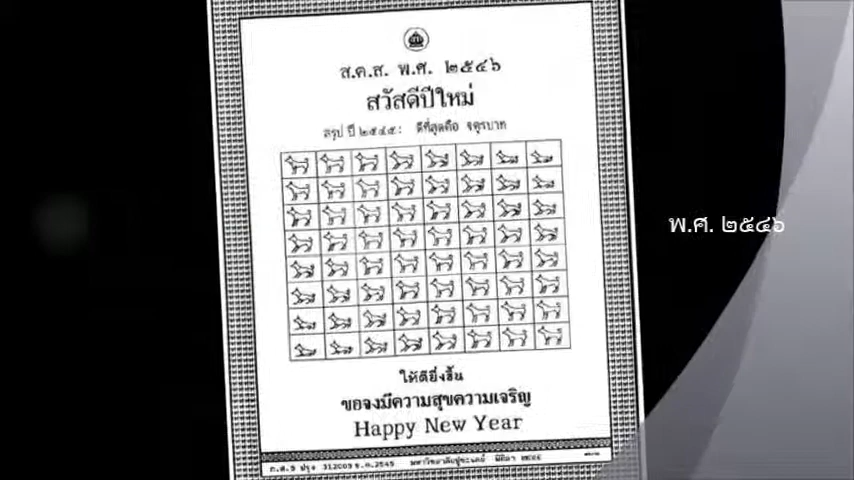 ส.ค.ส. พ.ศ. ๒๕๔๖
สวัสดีปีใหม่
สรุป ปี ๒๕๔๕: ดีที่สุดคือ จตุรบาท
ให้ดียิ่งขึ้น
ขอจงมีความสุขความเจริญ
Happy New Year
พ.ศ. ๒๕๔๖